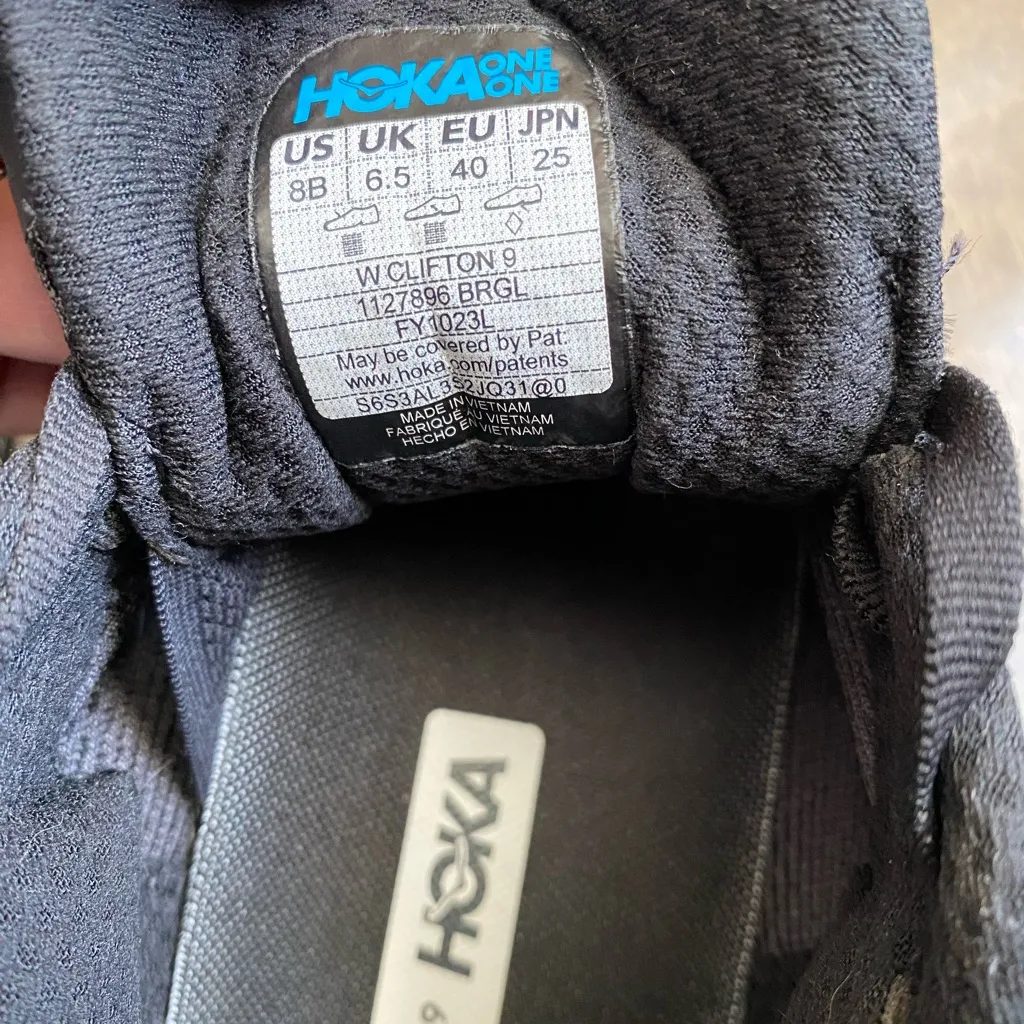 HOKA ONE ONE
US UK EU JPN
8B 6.5 40 25
W CLIFTON 9
1127896 BRGL
FY1023L
May be covered by Pat:
www.hoka.com/patents
S6S3AL3S2JQ31@0
MADE IN VIETNAM
FABRIQUÉ AU VIETNAM
HECHO EN VIETNAM
HOKA
9